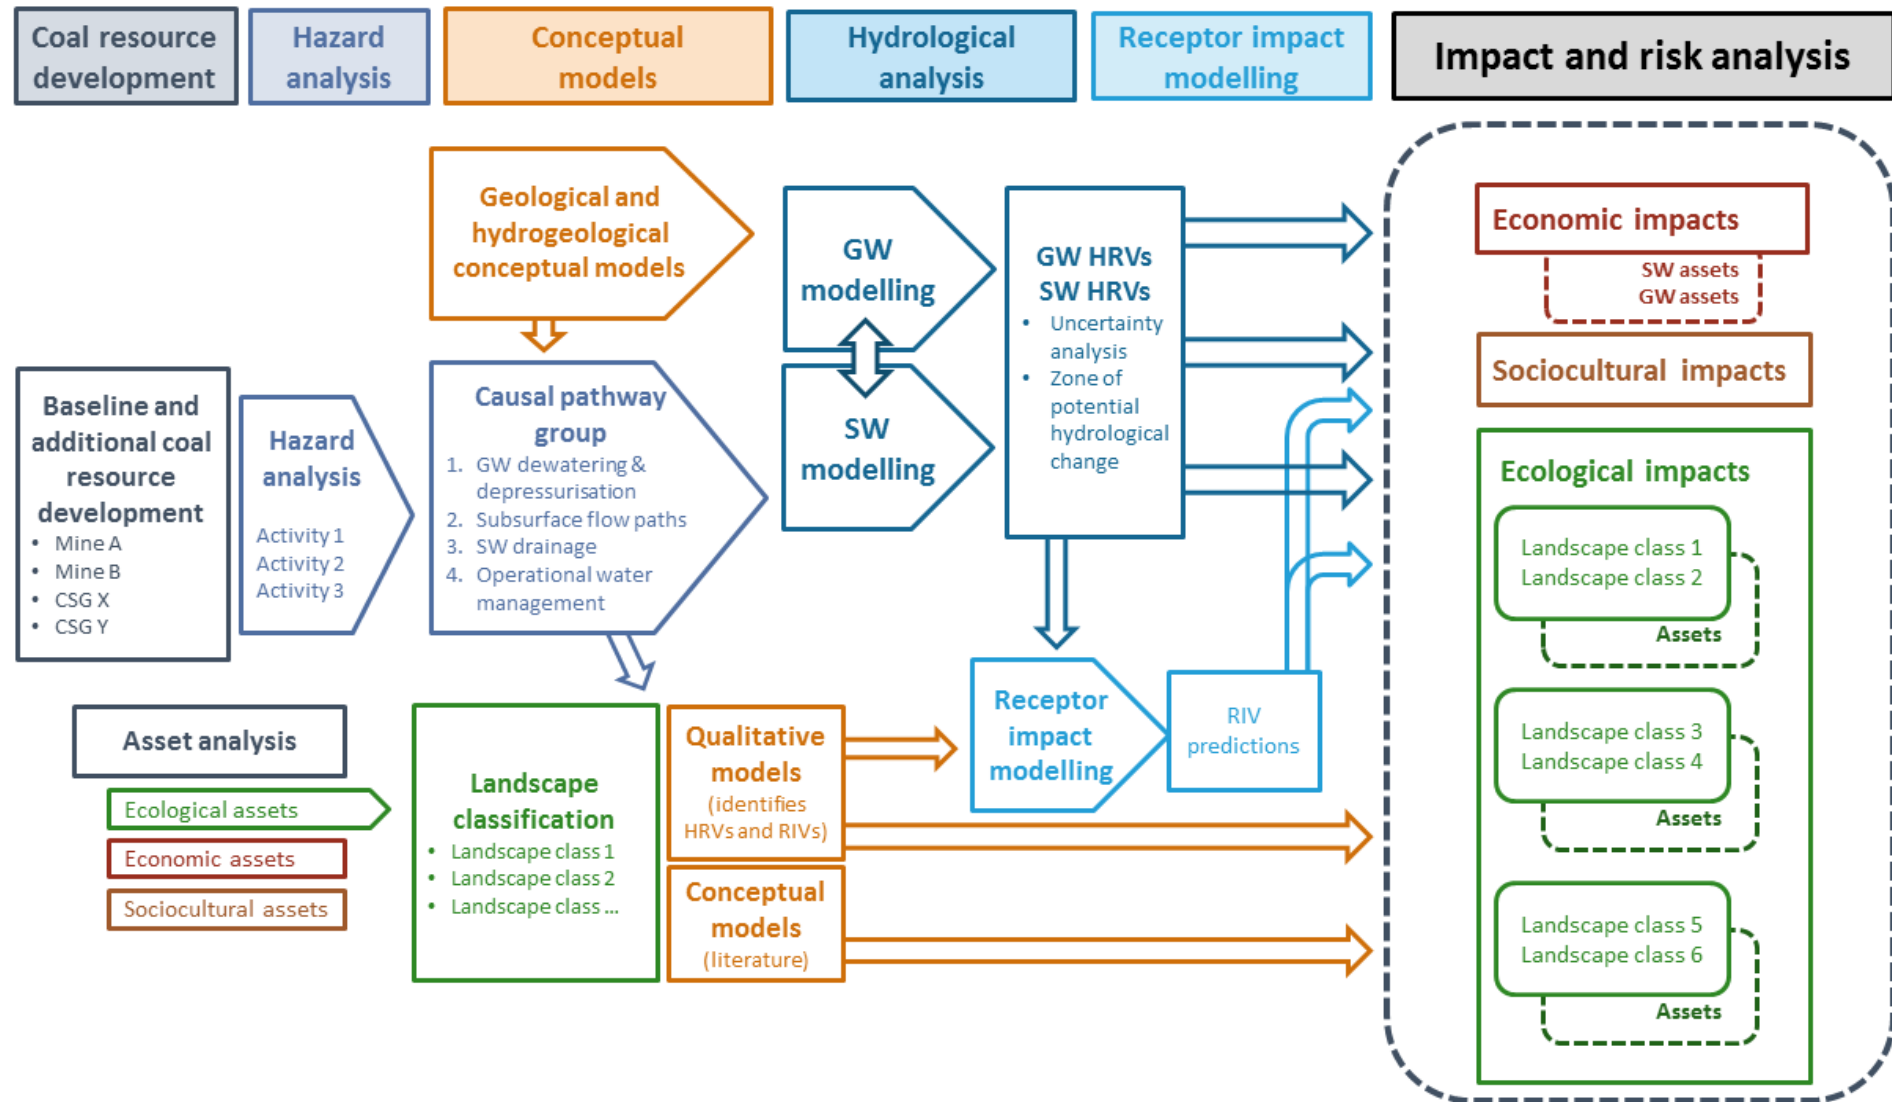 Coal resource
development
Hazard
analysis
Conceptual
models
Hydrological
analysis
Receptor impact
modelling
Impact and risk analysis
Geological and
hydrogeological
conceptual models
GW
modelling
SW
modelling
GW HRVs
SW HRVs
• Uncertainty
analysis
• Zone of
potential
hydrological
change
Baseline and
additional coal
resource
development
• Mine A
• Mine B
• CSG X
• CSG Y
Hazard
analysis
Activity 1
Activity 2
Activity 3
Causal pathway
group
1. GW dewatering &
depressurisation
2. Subsurface flow paths
3. SW drainage
4. Operational water
management
Asset analysis
Ecological assets
Economic assets
Sociocultural assets
Landscape
classification
• Landscape class 1
• Landscape class 2
• Landscape class ...
Qualitative
models
(identifies
HRVs and RIVs)
Conceptual
models
(literature)
Receptor
impact
modelling
RIV
predictions
Economic impacts
SW assets
GW assets
Sociocultural impacts
Ecological impacts
Landscape class 1
Landscape class 2
Assets
Landscape class 3
Landscape class 4
Assets
Landscape class 5
Landscape class 6
Assets